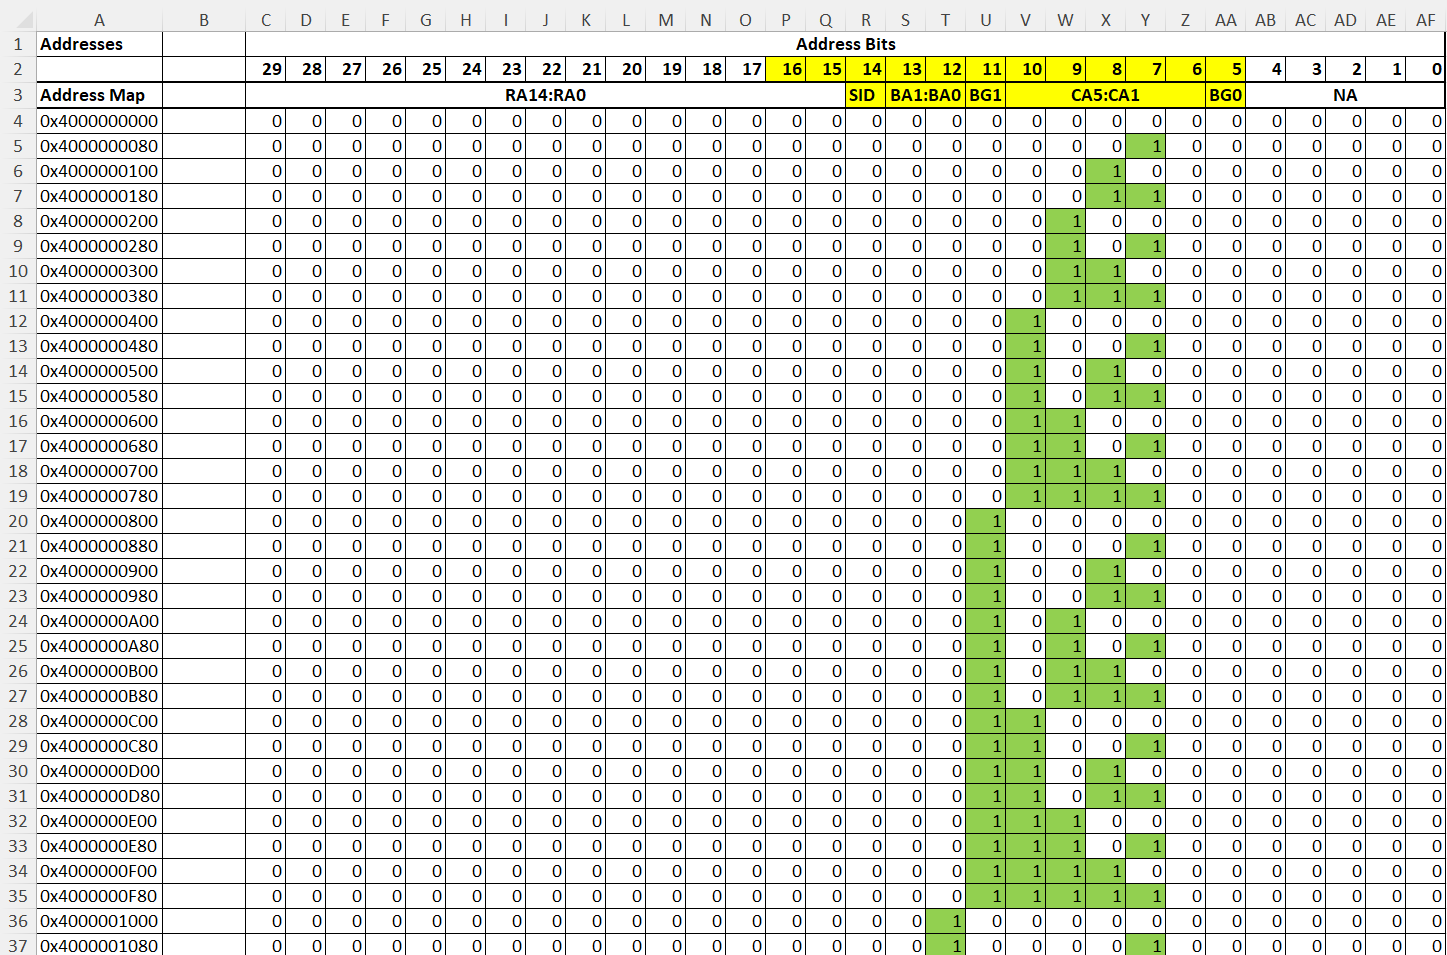 A B C D E F G H I J K L M N O P Q R S T U V W X Y Z AA AB AC AD AE AF
1 Addresses Address Bits
2 29 28 27 26 25 24 23 22 21 20 19 18 17 16 15 14 13 12 11 10 9 8 7 6 5 4 3 2 1 0
3 Address Map RA14:RA0 SID BA1:BA0 BG1 CA5:CA1 BG0 NA
4 0x4000000000 0 0 0 0 0 0 0 0 0 0 0 0 0 0 0 0 0 0 0 0 0 0 0 0 0 0 0 0 0 0
5 0x4000000080 0 0 0 0 0 0 0 0 0 0 0 0 0 0 0 0 0 0 0 0 0 0 1 0 0 0 0 0 0 0
6 0x4000000100 0 0 0 0 0 0 0 0 0 0 0 0 0 0 0 0 0 0 0 0 0 1 0 0 0 0 0 0 0 0
7 0x4000000180 0 0 0 0 0 0 0 0 0 0 0 0 0 0 0 0 0 0 0 0 0 1 1 0 0 0 0 0 0 0
8 0x4000000200 0 0 0 0 0 0 0 0 0 0 0 0 0 0 0 0 0 0 0 0 1 0 0 0 0 0 0 0 0 0
9 0x4000000280 0 0 0 0 0 0 0 0 0 0 0 0 0 0 0 0 0 0 0 0 1 0 1 0 0 0 0 0 0 0
10 0x4000000300 0 0 0 0 0 0 0 0 0 0 0 0 0 0 0 0 0 0 0 0 1 1 0 0 0 0 0 0 0 0
11 0x4000000380 0 0 0 0 0 0 0 0 0 0 0 0 0 0 0 0 0 0 0 0 1 1 1 0 0 0 0 0 0 0
12 0x4000000400 0 0 0 0 0 0 0 0 0 0 0 0 0 0 0 0 0 0 0 1 0 0 0 0 0 0 0 0 0 0
13 0x4000000480 0 0 0 0 0 0 0 0 0 0 0 0 0 0 0 0 0 0 0 1 0 0 1 0 0 0 0 0 0 0
14 0x4000000500 0 0 0 0 0 0 0 0 0 0 0 0 0 0 0 0 0 0 0 1 0 1 0 0 0 0 0 0 0 0
15 0x4000000580 0 0 0 0 0 0 0 0 0 0 0 0 0 0 0 0 0 0 0 1 0 1 1 0 0 0 0 0 0 0
16 0x4000000600 0 0 0 0 0 0 0 0 0 0 0 0 0 0 0 0 0 0 0 1 1 0 0 0 0 0 0 0 0 0
17 0x4000000680 0 0 0 0 0 0 0 0 0 0 0 0 0 0 0 0 0 0 0 1 1 0 1 0 0 0 0 0 0 0
18 0x4000000700 0 0 0 0 0 0 0 0 0 0 0 0 0 0 0 0 0 0 0 1 1 1 0 0 0 0 0 0 0 0
19 0x4000000780 0 0 0 0 0 0 0 0 0 0 0 0 0 0 0 0 0 0 0 1 1 1 1 0 0 0 0 0 0 0
20 0x4000000800 0 0 0 0 0 0 0 0 0 0 0 0 0 0 0 0 0 0 1 0 0 0 0 0 0 0 0 0 0 0
21 0x4000000880 0 0 0 0 0 0 0 0 0 0 0 0 0 0 0 0 0 0 1 0 0 0 1 0 0 0 0 0 0 0
22 0x4000000900 0 0 0 0 0 0 0 0 0 0 0 0 0 0 0 0 0 0 1 0 0 1 0 0 0 0 0 0 0 0
23 0x4000000980 0 0 0 0 0 0 0 0 0 0 0 0 0 0 0 0 0 0 1 0 0 1 1 0 0 0 0 0 0 0
24 0x4000000A00 0 0 0 0 0 0 0 0 0 0 0 0 0 0 0 0 0 0 1 0 1 0 0 0 0 0 0 0 0 0
25 0x4000000A80 0 0 0 0 0 0 0 0 0 0 0 0 0 0 0 0 0 0 1 0 1 0 1 0 0 0 0 0 0 0
26 0x4000000B00 0 0 0 0 0 0 0 0 0 0 0 0 0 0 0 0 0 0 1 0 1 1 0 0 0 0 0 0 0 0
27 0x4000000B80 0 0 0 0 0 0 0 0 0 0 0 0 0 0 0 0 0 0 1 0 1 1 1 0 0 0 0 0 0 0
28 0x4000000C00 0 0 0 0 0 0 0 0 0 0 0 0 0 0 0 0 0 0 1 1 0 0 0 0 0 0 0 0 0 0
29 0x4000000C80 0 0 0 0 0 0 0 0 0 0 0 0 0 0 0 0 0 0 1 1 0 0 1 0 0 0 0 0 0 0
30 0x4000000D00 0 0 0 0 0 0 0 0 0 0 0 0 0 0 0 0 0 0 1 1 0 1 0 0 0 0 0 0 0 0
31 0x4000000D80 0 0 0 0 0 0 0 0 0 0 0 0 0 0 0 0 0 0 1 1 0 1 1 0 0 0 0 0 0 0
32 0x4000000E00 0 0 0 0 0 0 0 0 0 0 0 0 0 0 0 0 0 0 1 1 1 0 0 0 0 0 0 0 0 0
33 0x4000000E80 0 0 0 0 0 0 0 0 0 0 0 0 0 0 0 0 0 0 1 1 1 0 1 0 0 0 0 0 0 0
34 0x4000000F00 0 0 0 0 0 0 0 0 0 0 0 0 0 0 0 0 0 0 1 1 1 1 0 0 0 0 0 0 0 0
35 0x4000000F80 0 0 0 0 0 0 0 0 0 0 0 0 0 0 0 0 0 0 1 1 1 1 1 0 0 0 0 0 0 0
36 0x4000001000 0 0 0 0 0 0 0 0 0 0 0 0 0 0 0 0 0 1 0 0 0 0 0 0 0 0 0 0 0 0
37 0x4000001080 0 0 0 0 0 0 0 0 0 0 0 0 0 0 0 0 0 1 0 0 0 0 1 0 0 0 0 0 0 0